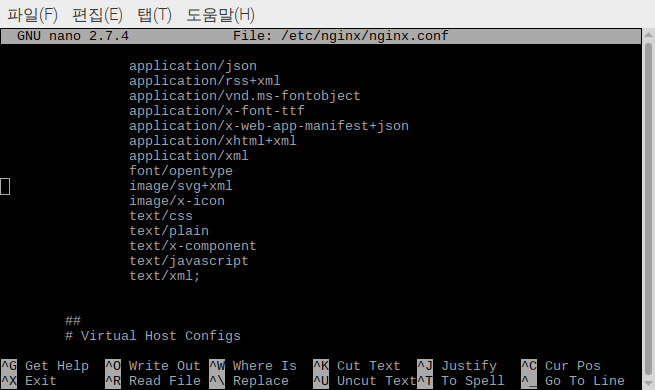 파일(F) 편집(E) 탭(T) 도움말(H)
GNU nano 2.7.4 File: /etc/nginx/nginx.conf
application/json
application/rss+xml
application/vnd.ms-fontobject
application/x-font-ttf
application/x-web-app-manifest+json
application/xhtml+xml
application/xml
font/opentype
image/svg+xml
image/x-icon
text/css
text/plain
text/x-component
text/javascript
text/xml;
##
# Virtual Host Configs
^G Get Help ^O Write Out ^W Where Is ^K Cut Text ^J Justify ^C Cur Pos
^X Exit ^R Read File ^\ Replace ^U Uncut Text ^T To Spell ^_ Go To Line